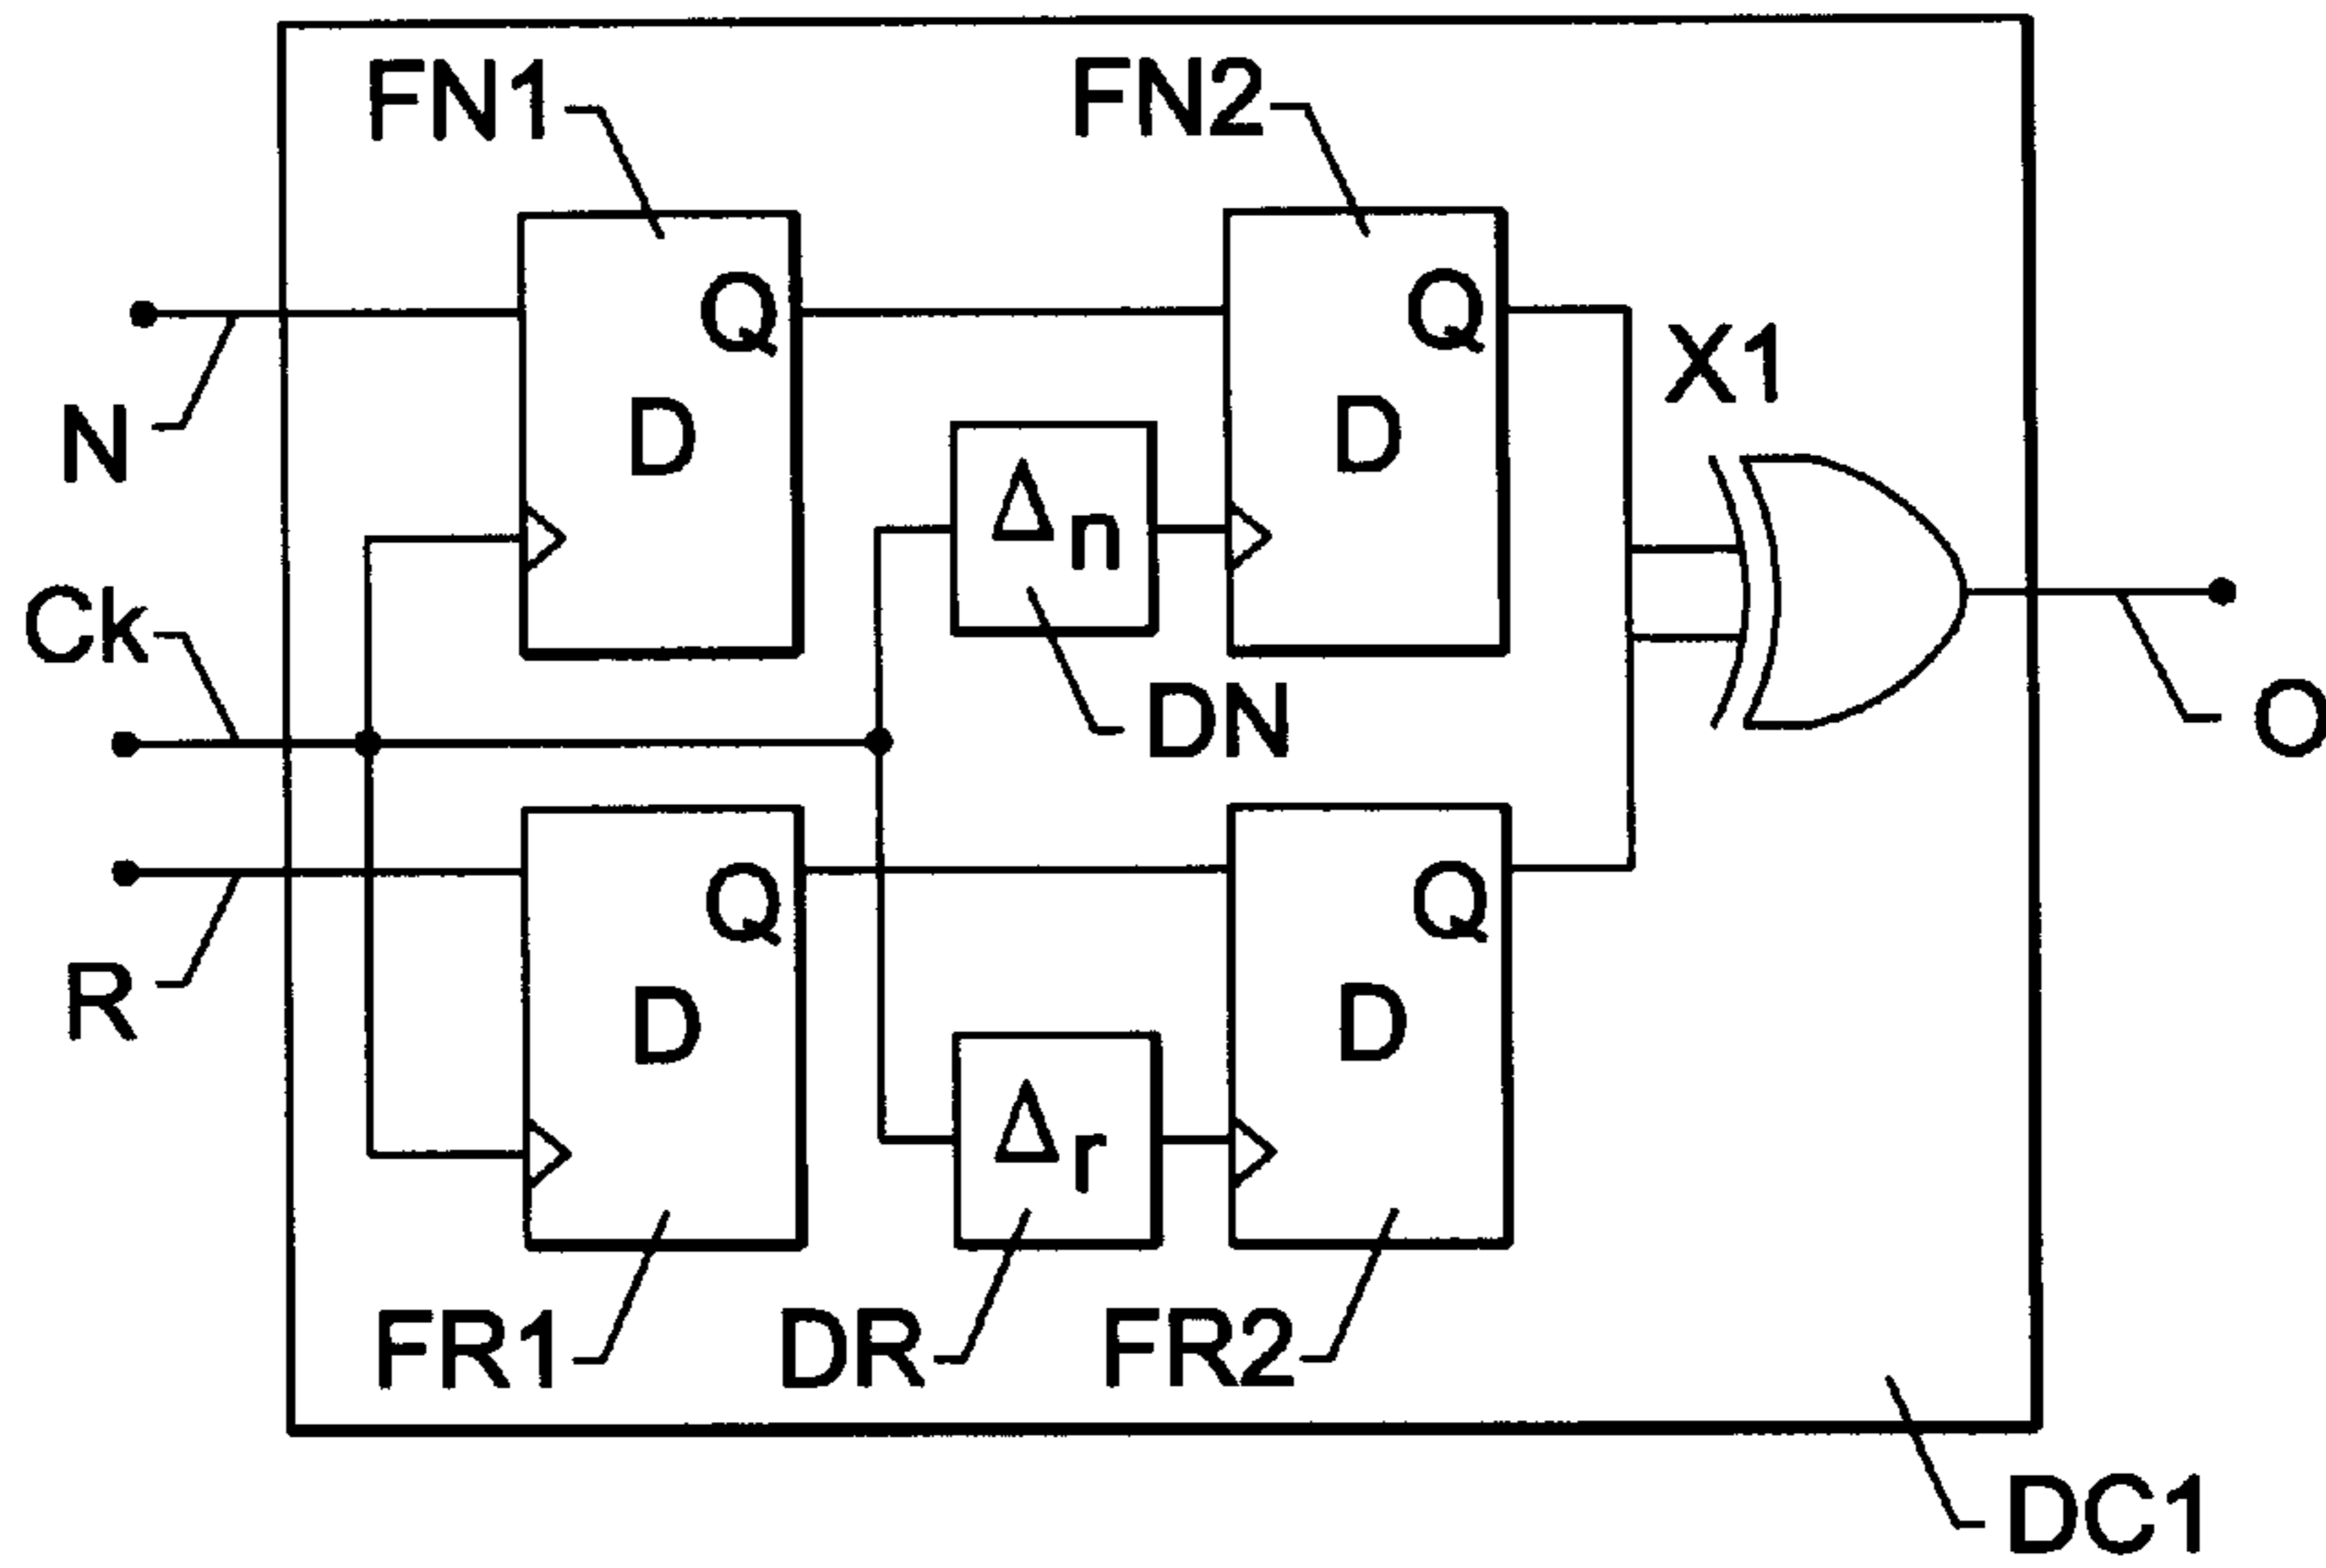 FN1
FN2
Q
Q
X1
N
D
D
Δn
Ck
DN
O
Q
Q
R
D
D
Δr
FR1
DR
FR2
DC1